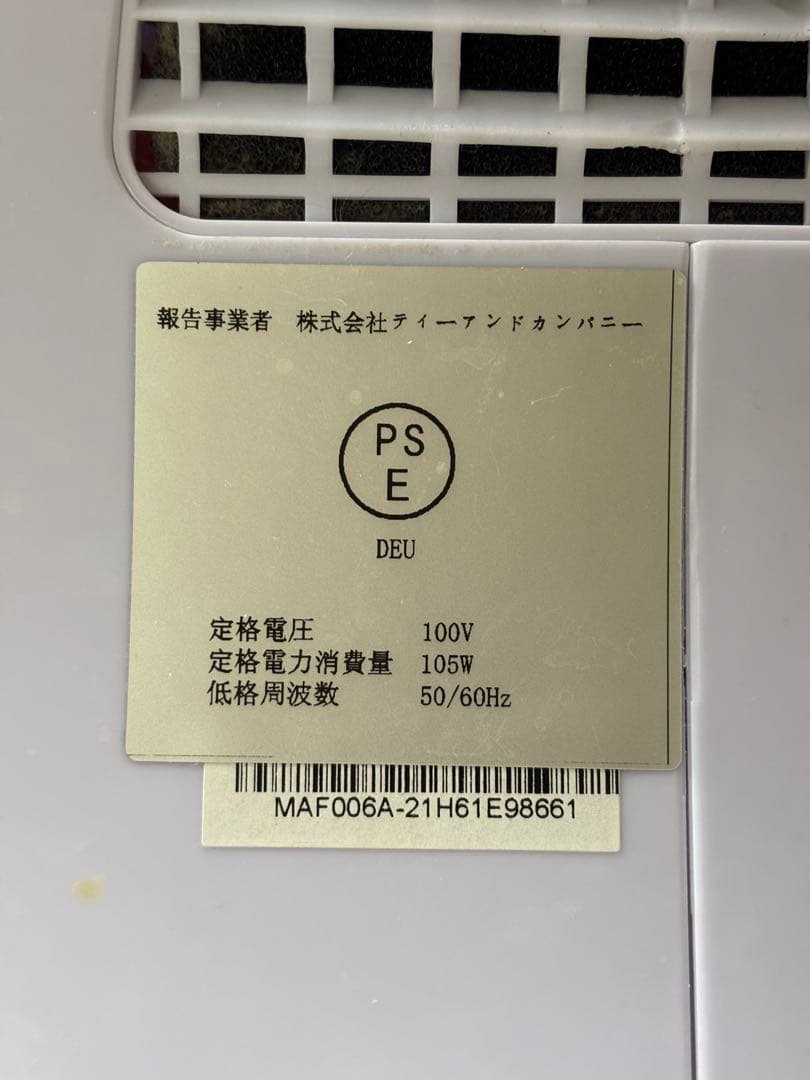 報告事業者　株式会社ティーアンドカンパニー
PS
E
DEU
定格電圧 100V
定格電力消費量 105W
低格周波数 50/60Hz
MAF006A-21H61E98661